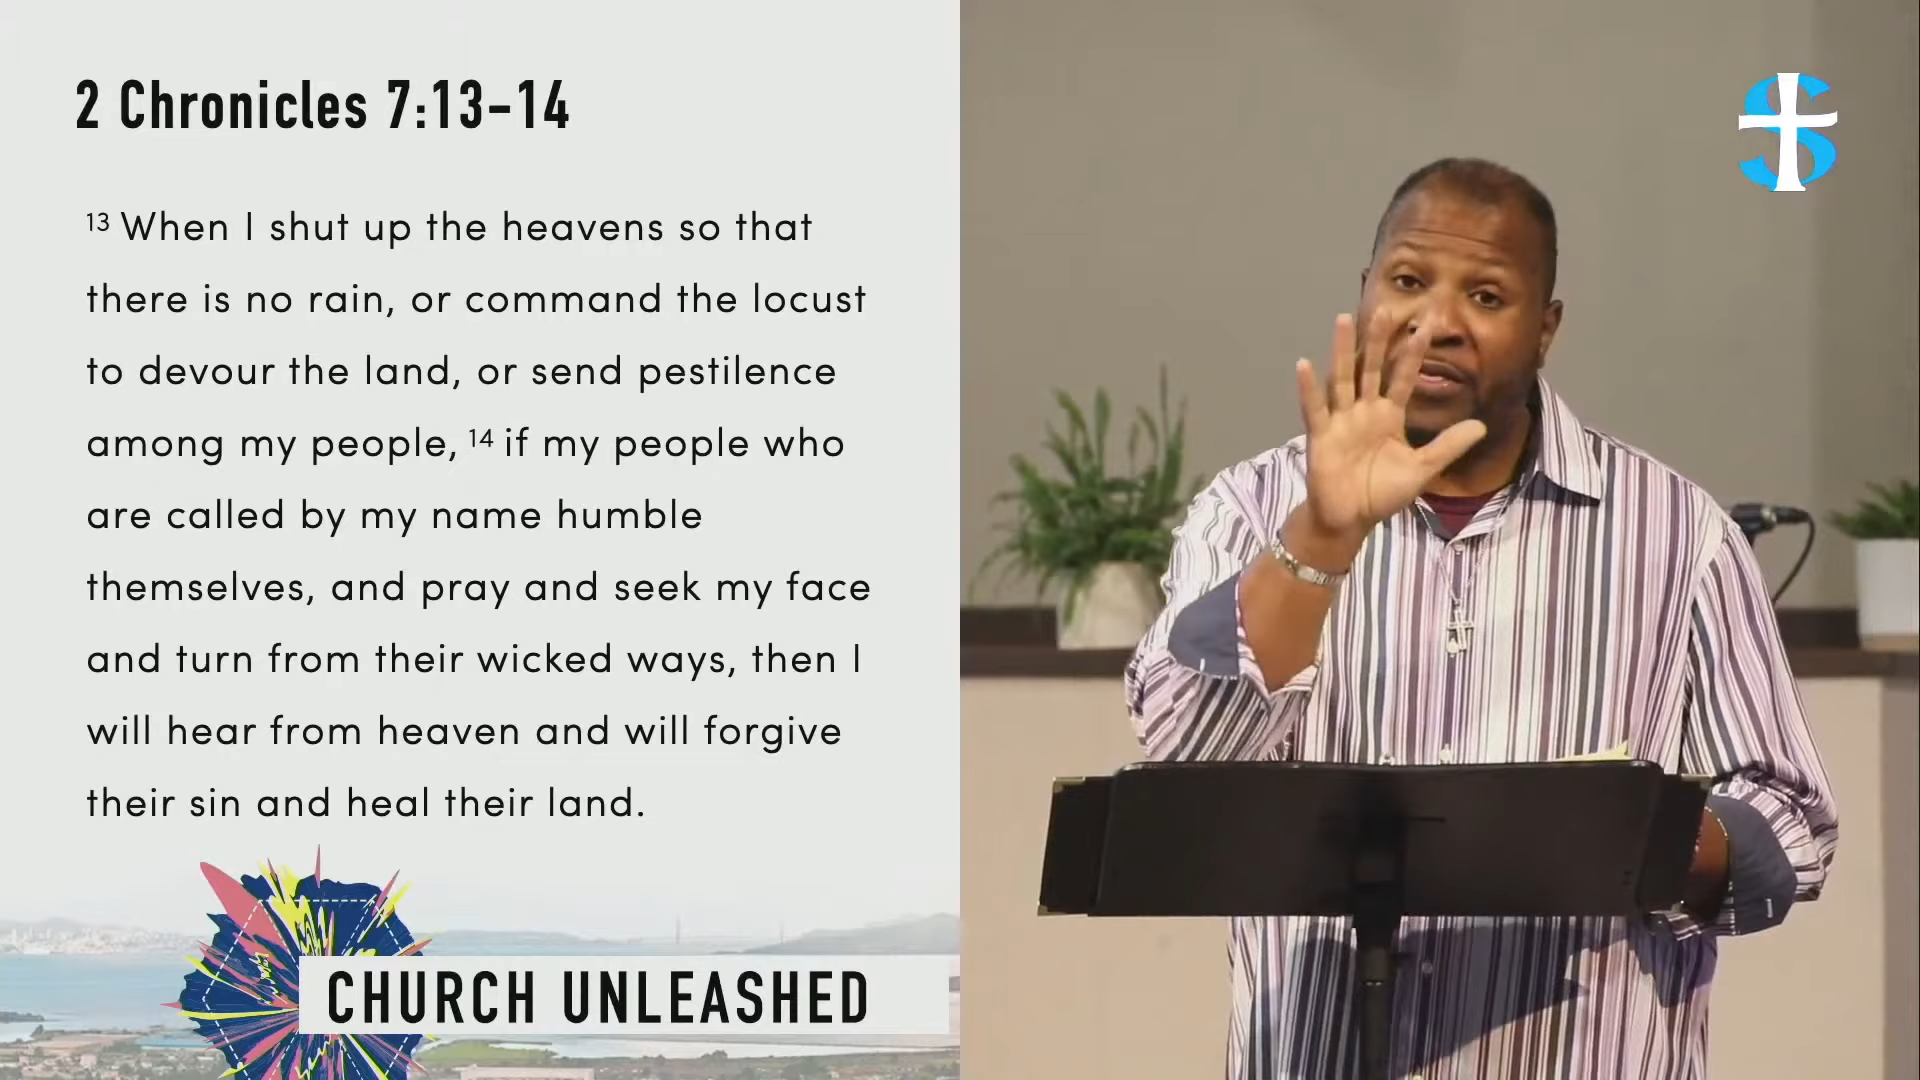 2 Chronicles 7:13-14
13 When I shut up the heavens so that
there is no rain, or command the locust
to devour the land, or send pestilence
among my people, 14 if my people who
are called by my name humble
themselves, and pray and seek my face
and turn from their wicked ways, then I
will hear from heaven and will forgive
their sin and heal their land.
CHURCH UNLEASHED